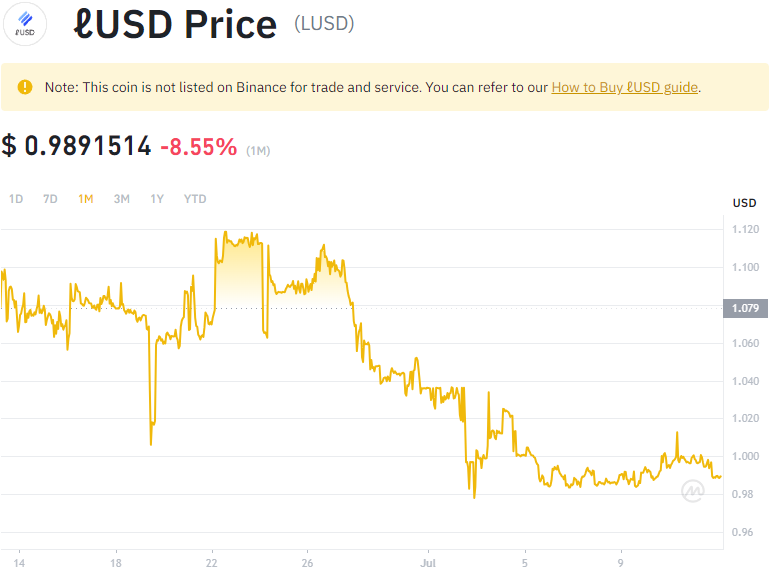 ℓUSD
ℓUSD Price (LUSD)
Note: This coin is not listed on Binance for trade and service. You can refer to our How to Buy ℓUSD guide.
$ 0.9891514 -8.55% (1M)
1D 7D 1M 3M 1Y YTD
USD
1.120
1.100
1.079
1.060
1.040
1.020
1.000
0.98
0.96
14 18 22 26 Jul 5 9